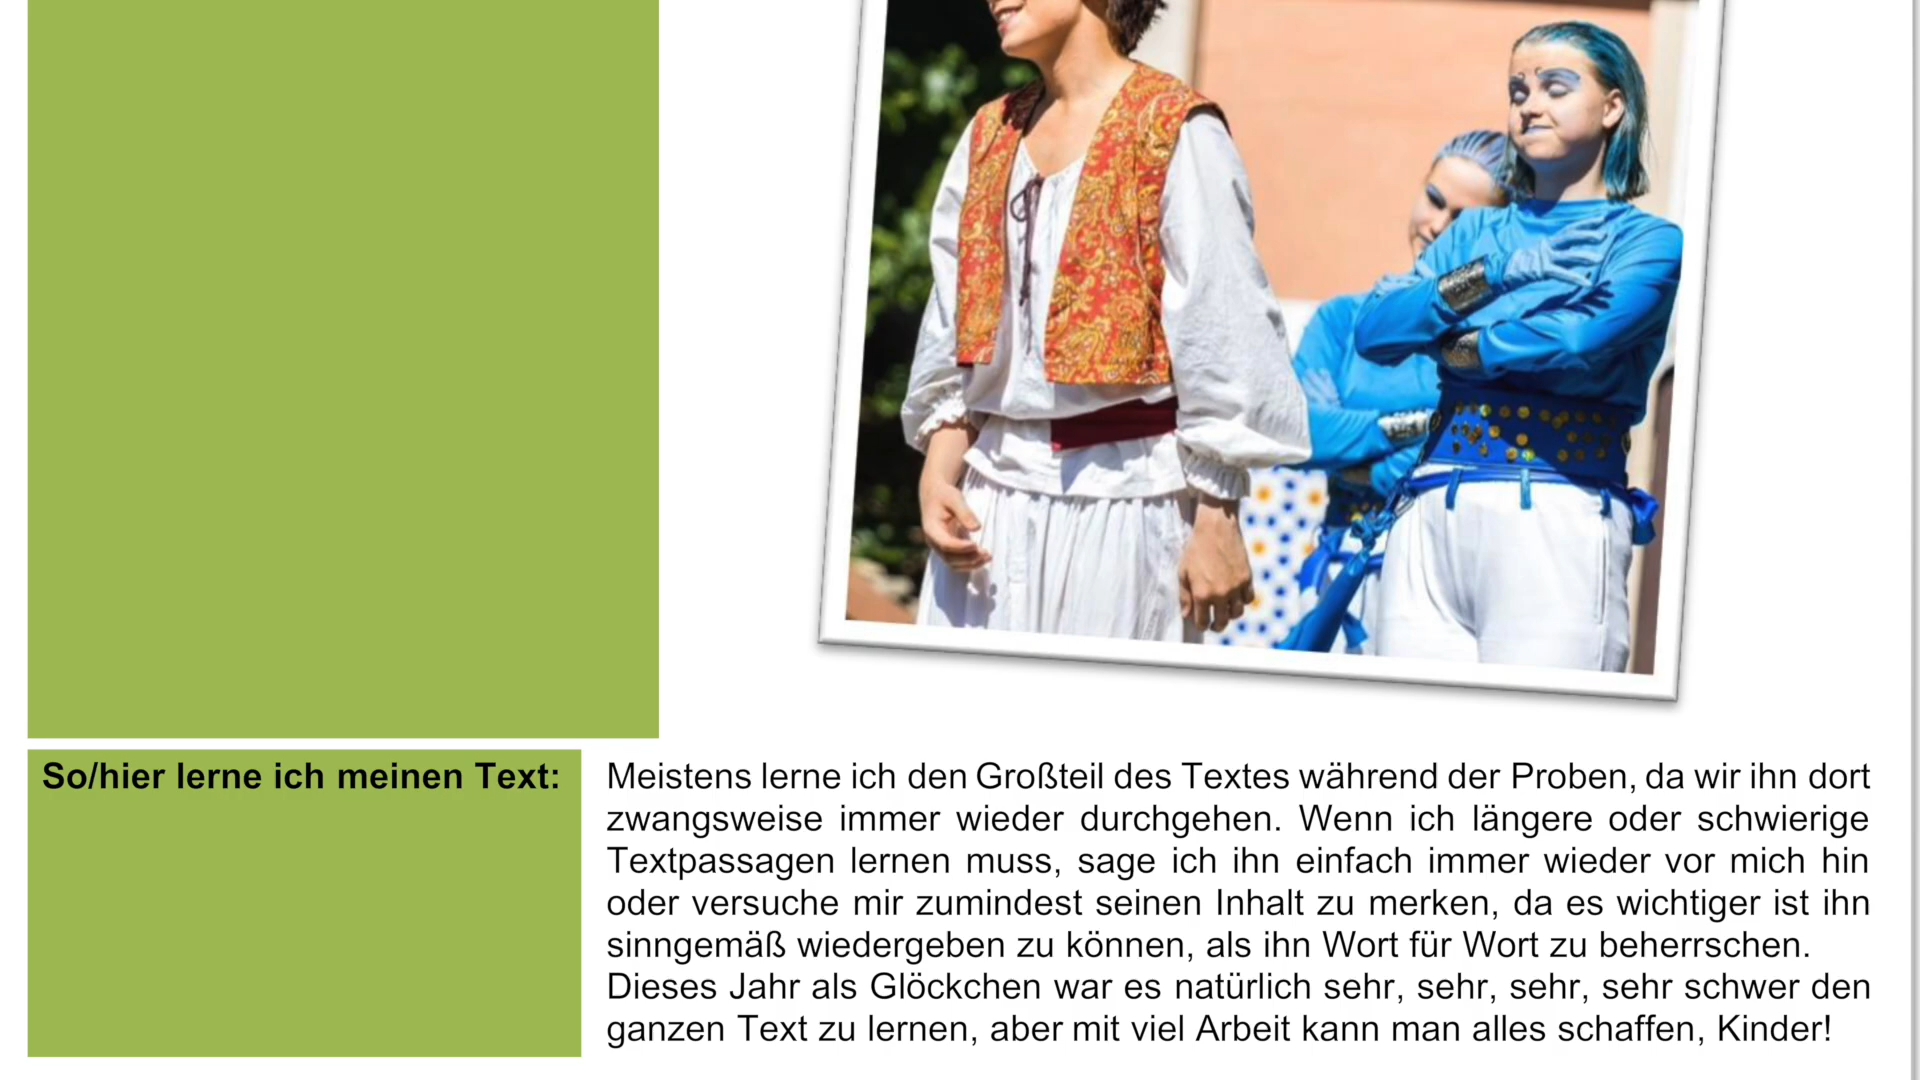 So/hier lerne ich meinen Text:
Meistens lerne ich den Großteil des Textes während der Proben, da wir ihn dort
zwangsweise immer wieder durchgehen. Wenn ich längere oder schwierige
Textpassagen lernen muss, sage ich ihn einfach immer wieder vor mich hin
oder versuche mir zumindest seinen Inhalt zu merken, da es wichtiger ist ihn
sinngemäß wiedergeben zu können, als ihn Wort für Wort zu beherrschen.
Dieses Jahr als Glöckchen war es natürlich sehr, sehr, sehr, sehr schwer den
ganzen Text zu lernen, aber mit viel Arbeit kann man alles schaffen, Kinder!